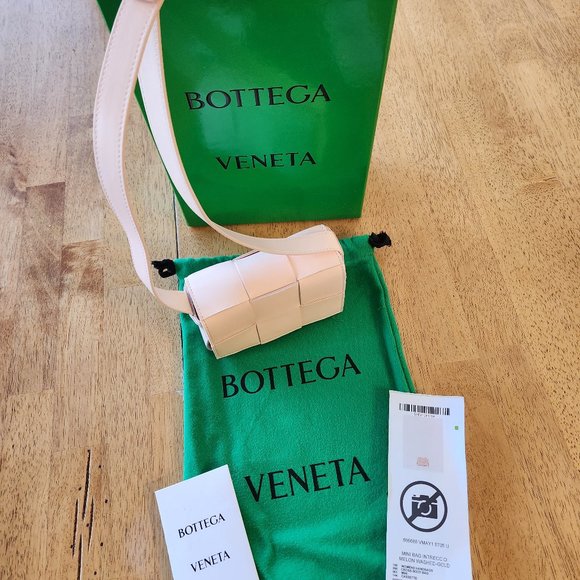 BOTTEGA
VENETA
BOTTEGA
VENETA
BOTTEGA
VENETA
MINI BAG INTRECCIO
MELON WASHED-GOLD